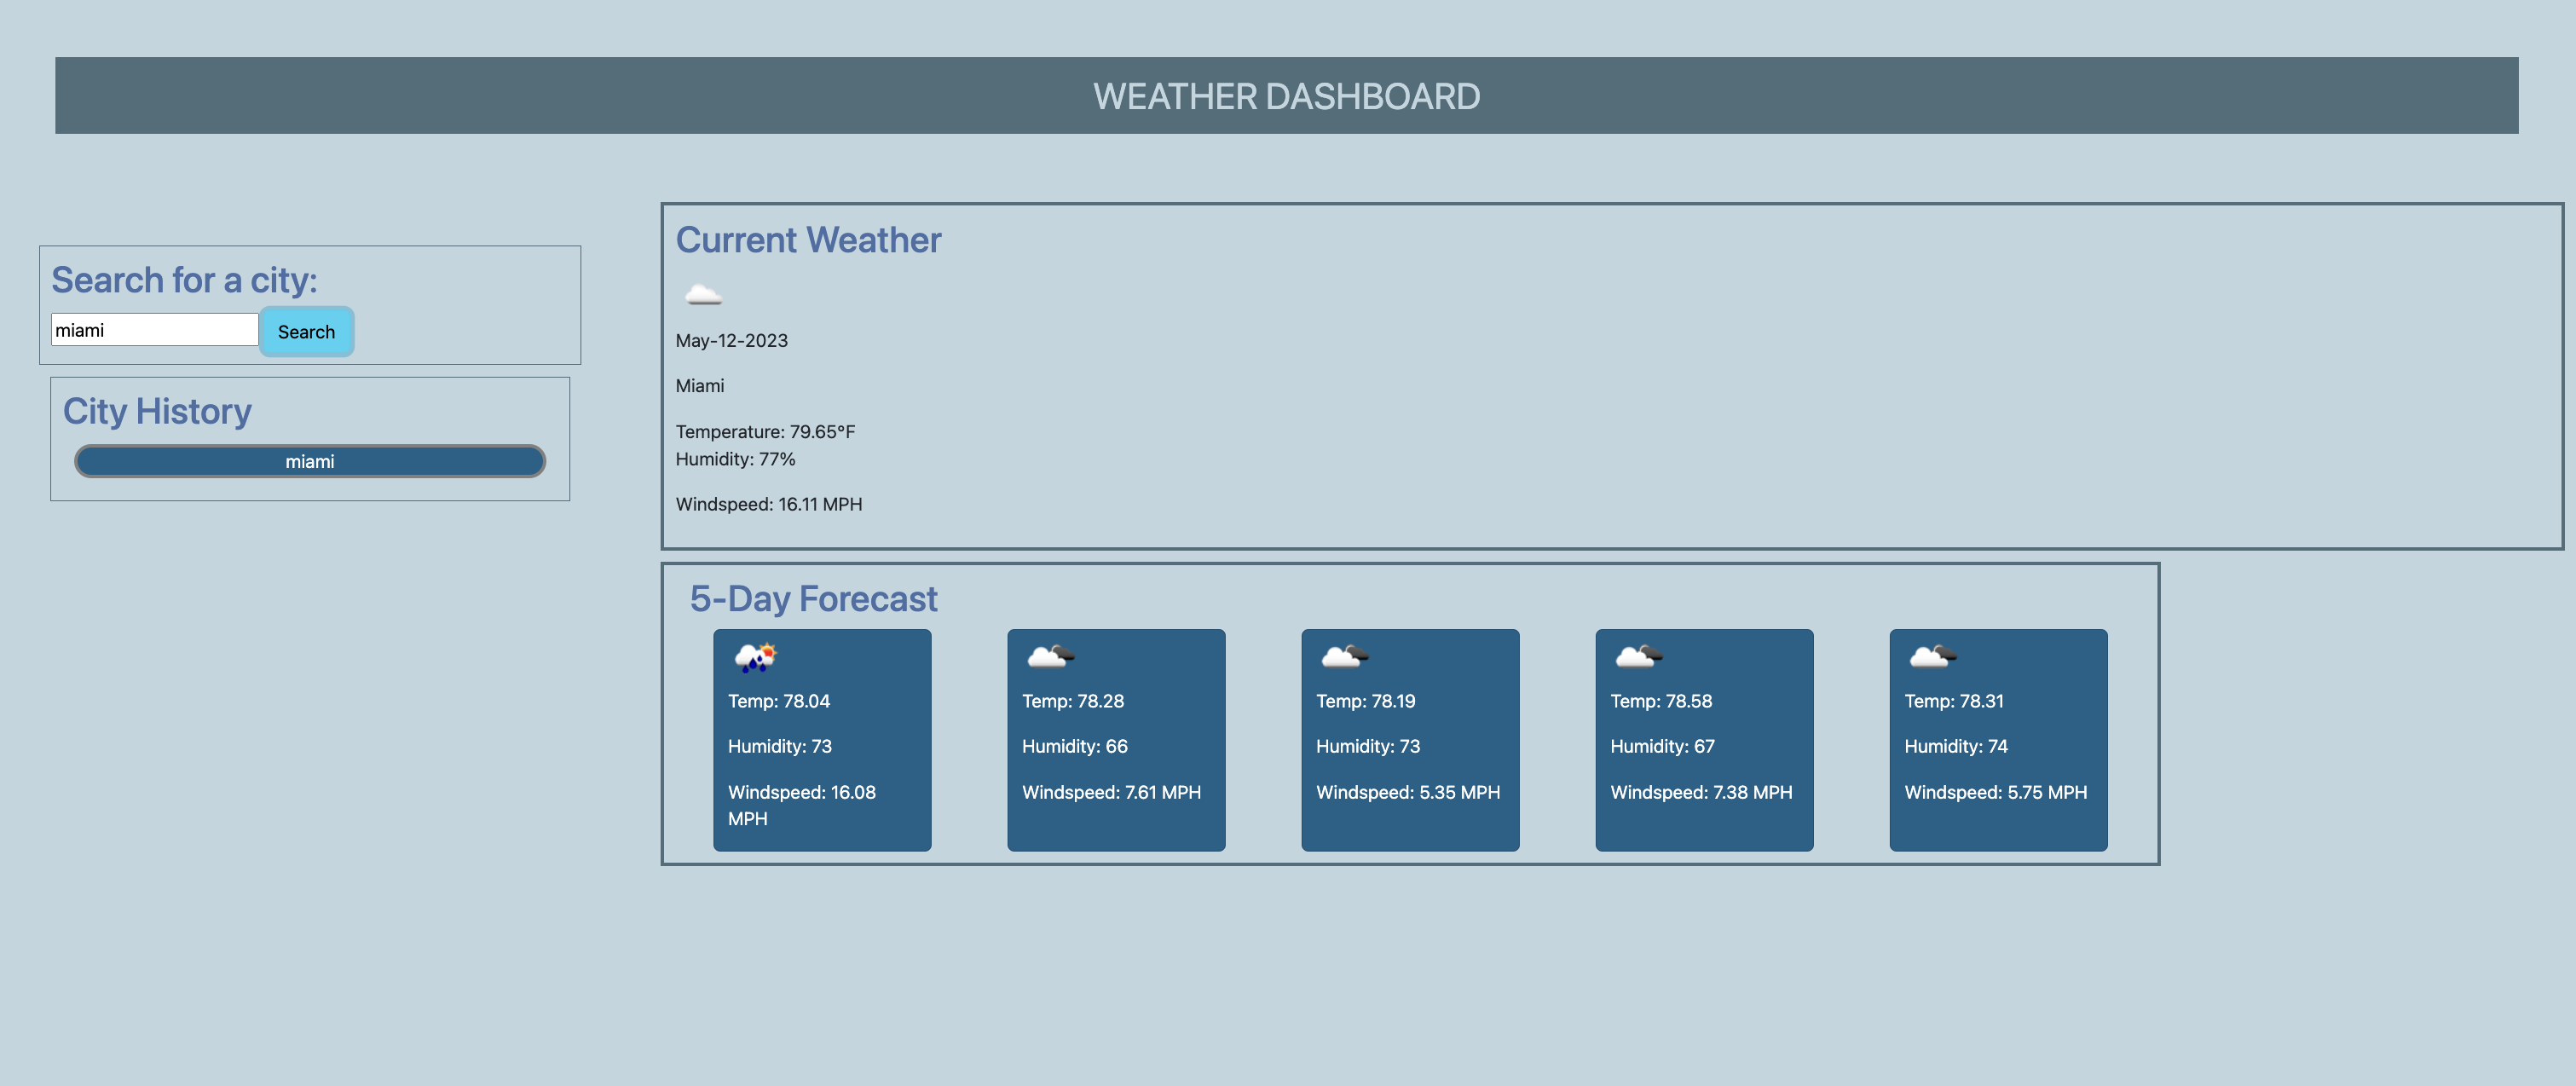 WEATHER DASHBOARD
Search for a city:
miami
Search
City History
miami
Current Weather
May-12-2023
Miami
Temperature: 79.65°F
Humidity: 77%
Windspeed: 16.11 MPH
5-Day Forecast
Temp: 78.04
Humidity: 73
Windspeed: 16.08
MPH
Temp: 78.28
Humidity: 66
Windspeed: 7.61 MPH
Temp: 78.19
Humidity: 73
Windspeed: 5.35 MPH
Temp: 78.58
Humidity: 67
Windspeed: 7.38 MPH
Temp: 78.31
Humidity: 74
Windspeed: 5.75 MPH